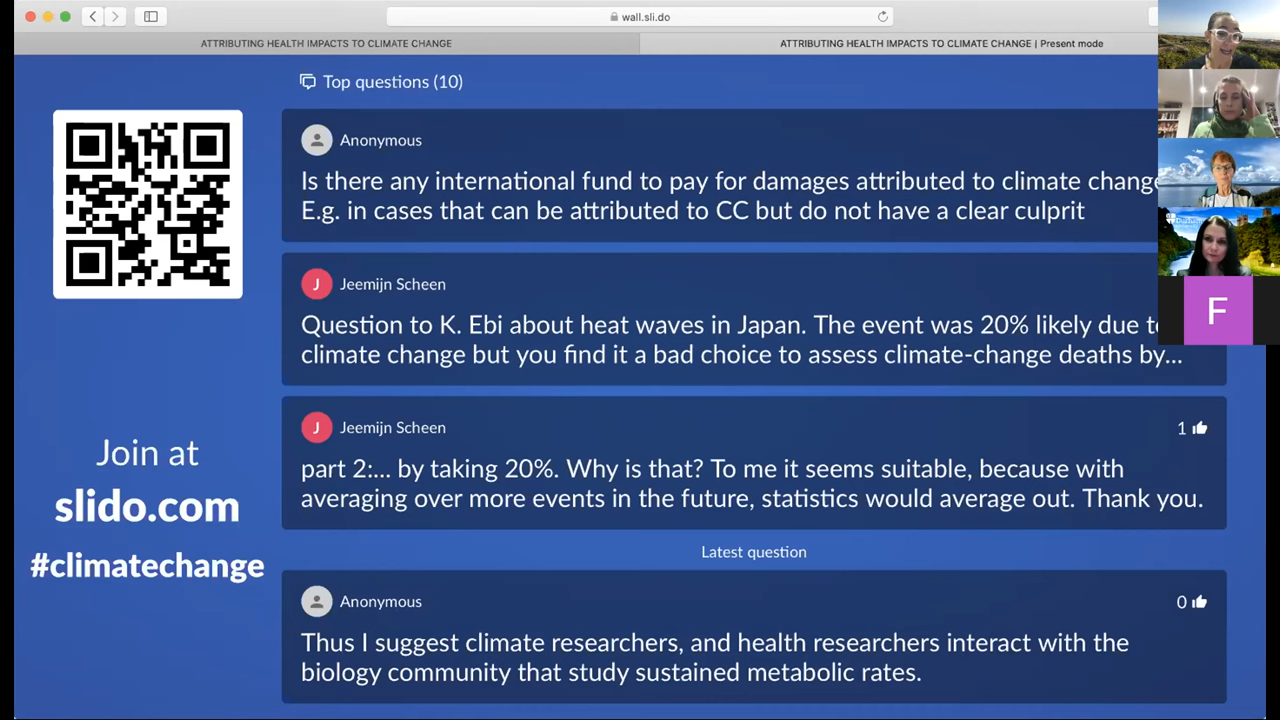 wall.sli.do
ATTRIBUTING HEALTH IMPACTS TO CLIMATE CHANGE
ATTRIBUTING HEALTH IMPACTS TO CLIMATE CHANGE | Present mode
Top questions (10)
Anonymous
Is there any international fund to pay for damages attributed to climate change
E.g. in cases that can be attributed to CC but do not have a clear culprit
J
Jeemijn Scheen
Question to K. Ebi about heat waves in Japan. The event was 20% likely due to
climate change but you find it a bad choice to assess climate-change deaths by...
J
Jeemijn Scheen
1
part 2:... by taking 20%. Why is that? To me it seems suitable, because with
averaging over more events in the future, statistics would average out. Thank you.
Latest question
Anonymous
0
Thus I suggest climate researchers, and health researchers interact with the
biology community that study sustained metabolic rates.
Join at
slido.com
#climatechange
F